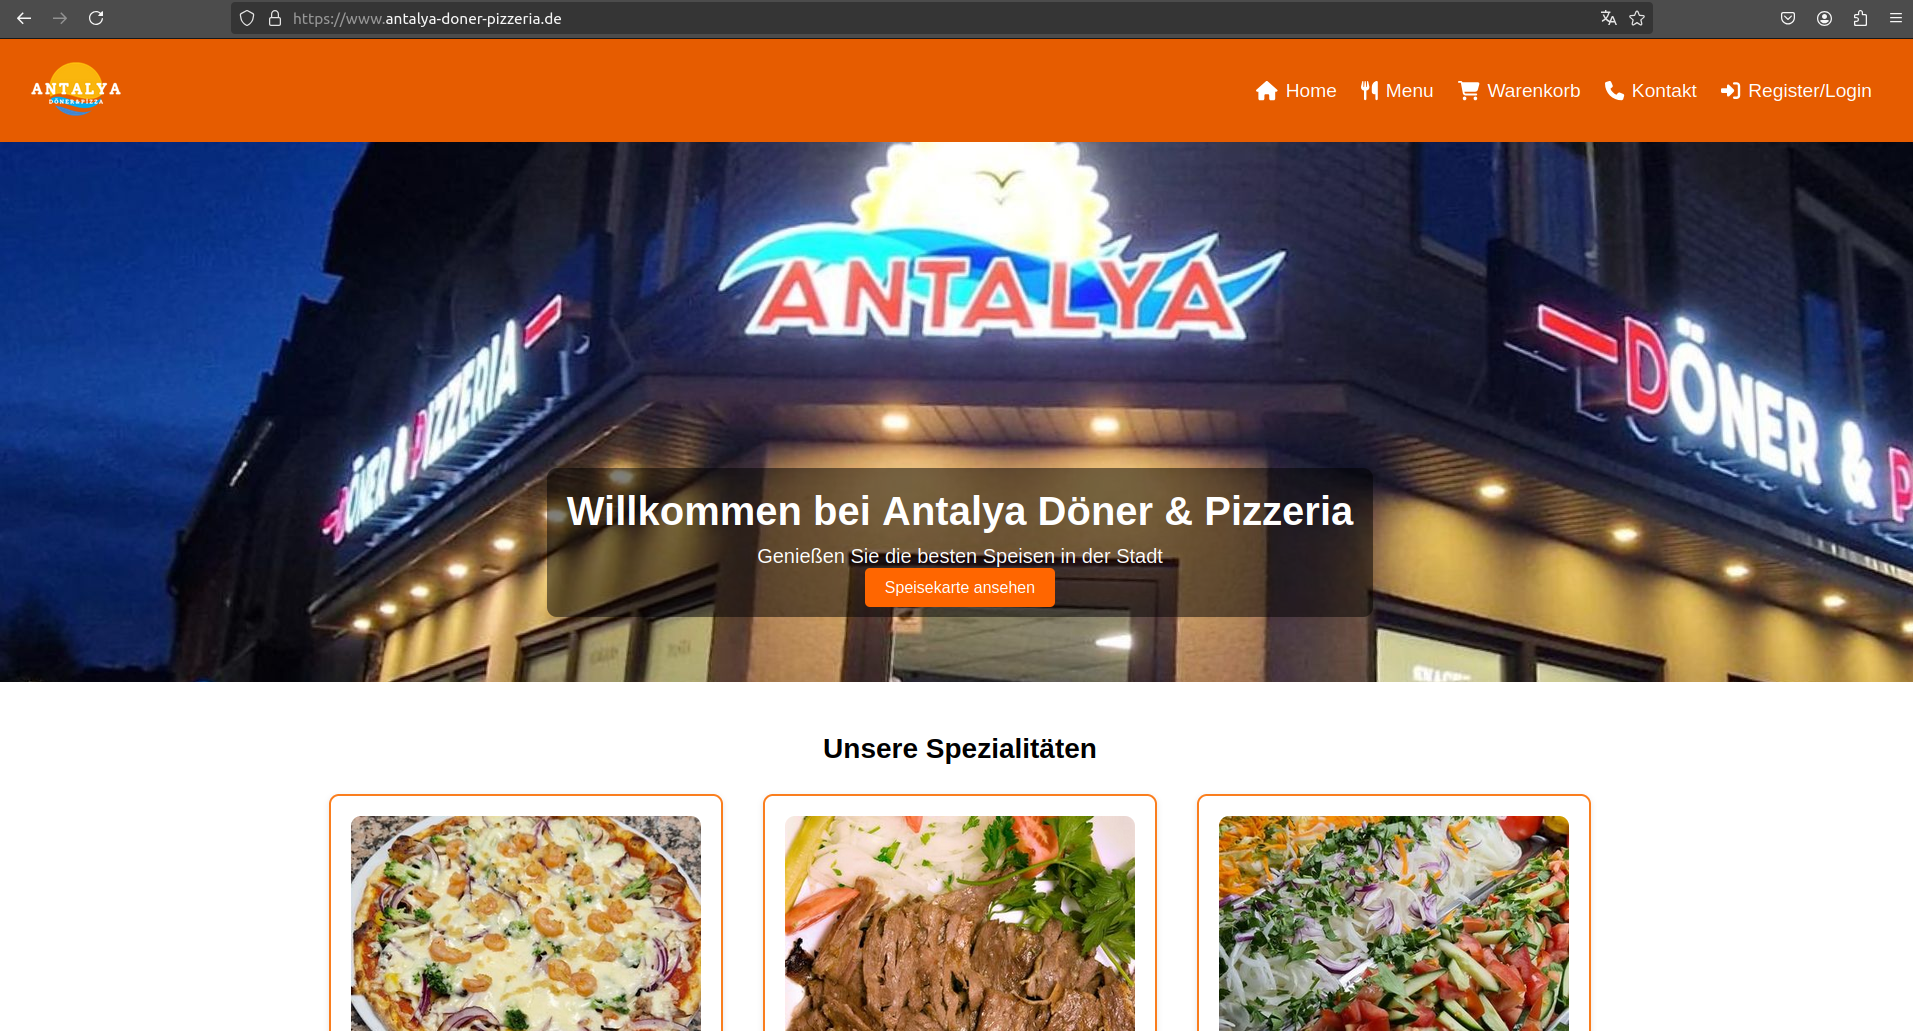 https://www.antalya-doner-pizzeria.de
ANTALYA
DÖNER&PIZZA
Home
Menu
Warenkorb
Kontakt
Register/Login
ANTALYA
DÖNER & PIZZERIA
DÖNER & P
Willkommen bei Antalya Döner & Pizzeria
Genießen Sie die besten Speisen in der Stadt
Speisekarte ansehen
Unsere Spezialitäten